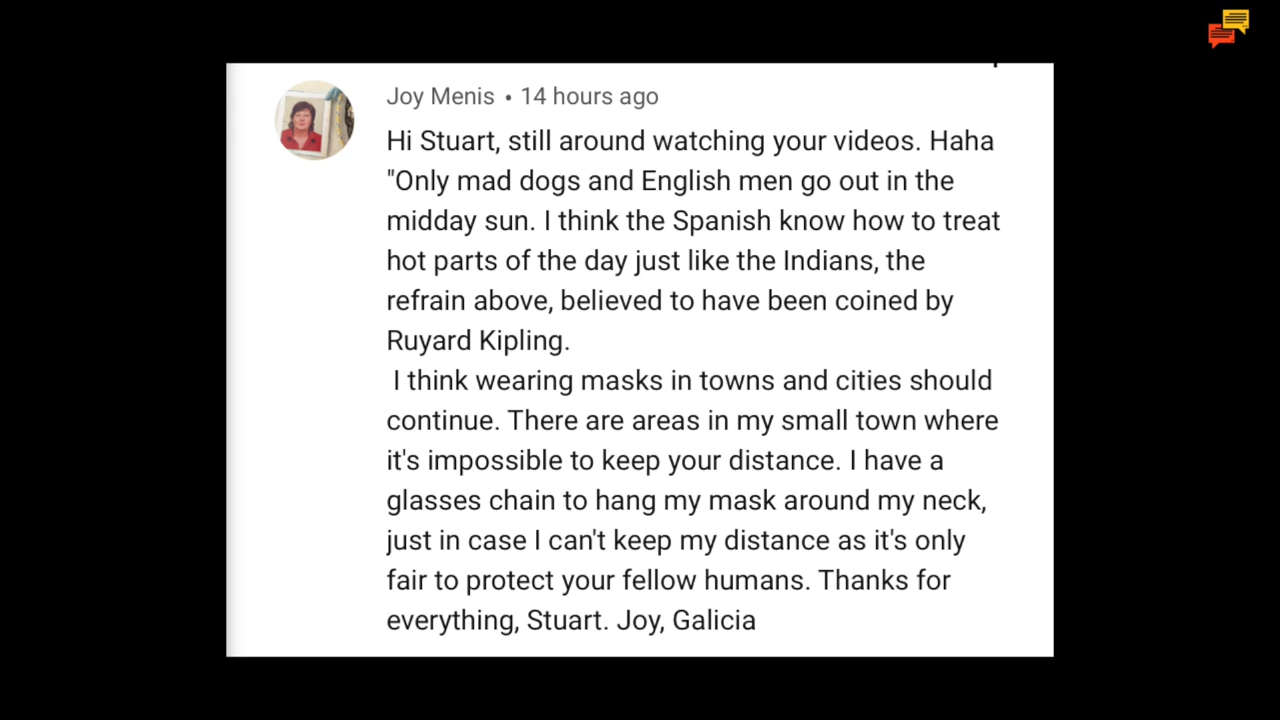 Joy Menis • 14 hours ago
Hi Stuart, still around watching your videos. Haha
"Only mad dogs and English men go out in the
midday sun. I think the Spanish know how to treat
hot parts of the day just like the Indians, the
refrain above, believed to have been coined by
Ruyard Kipling.
I think wearing masks in towns and cities should
continue. There are areas in my small town where
it's impossible to keep your distance. I have a
glasses chain to hang my mask around my neck,
just in case I can't keep my distance as it's only
fair to protect your fellow humans. Thanks for
everything, Stuart. Joy, Galicia